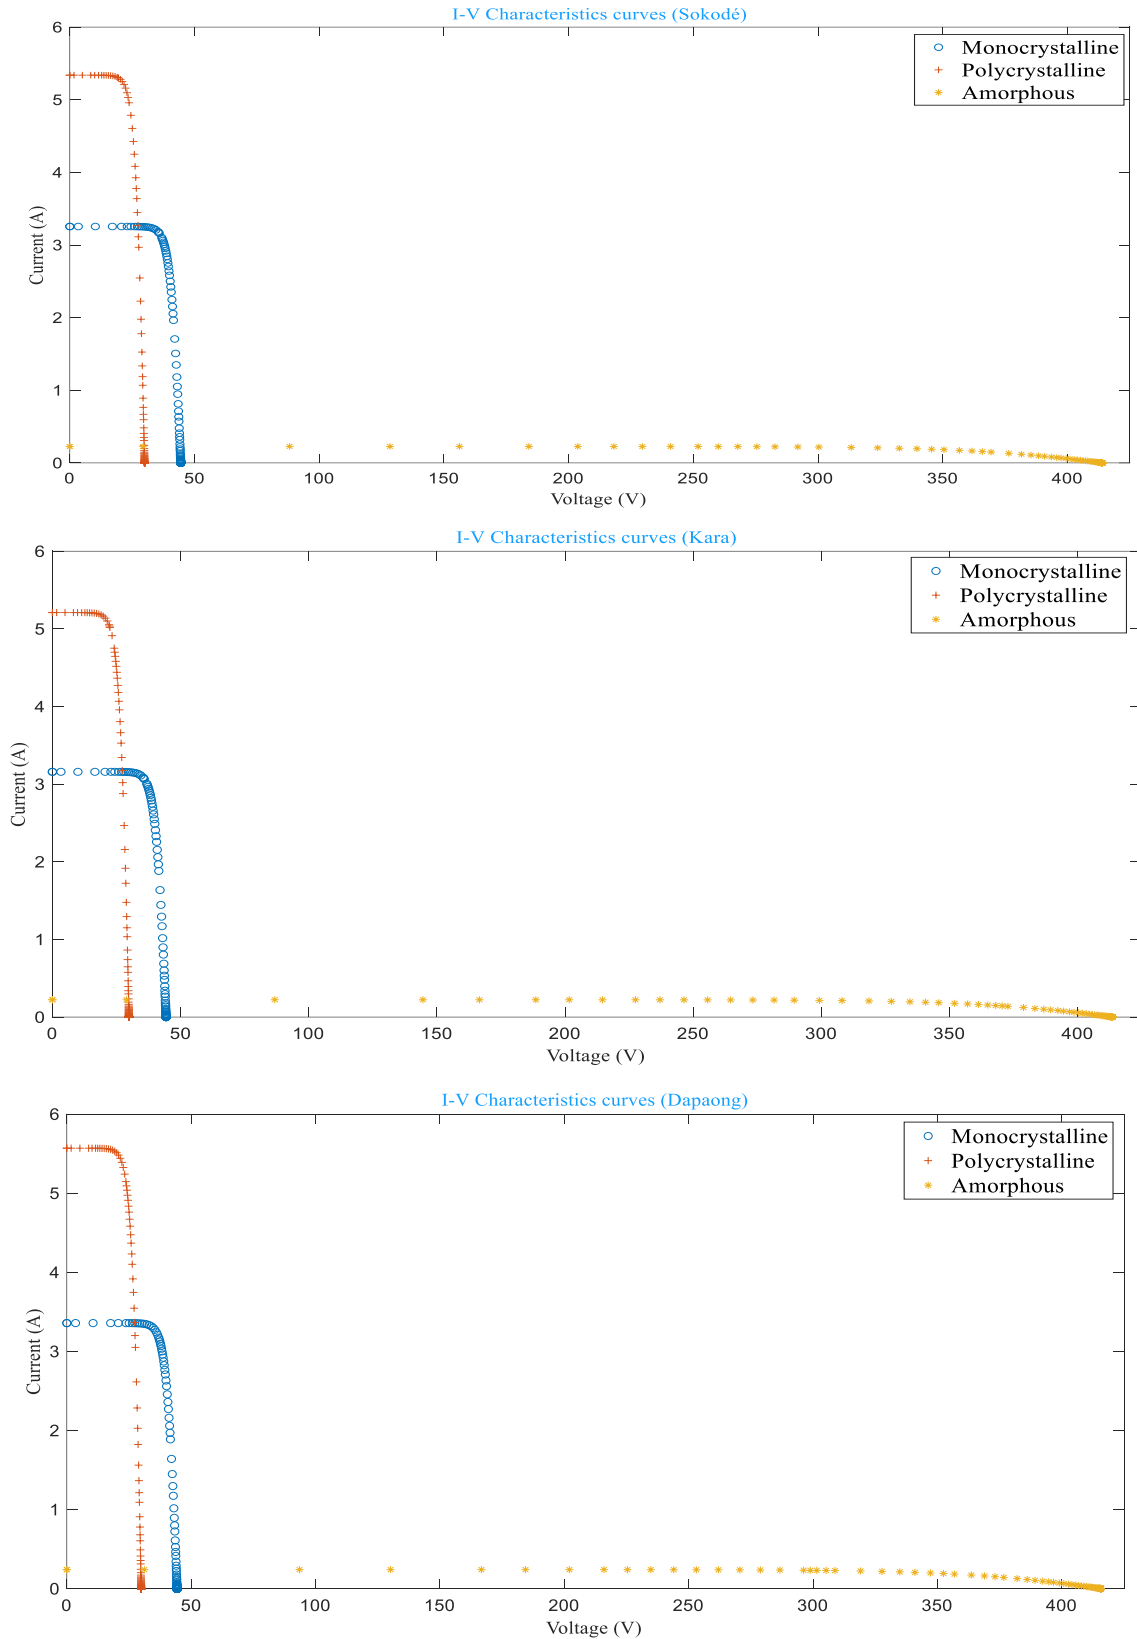 I-V Characteristics curves (Sokodé)
6
5
4
3
2
1
0
Current (A)
Monocrystalline
Polycrystalline
Amorphous
0 50 100 150 200 250 300 350 400
Voltage (V)
I-V Characteristics curves (Kara)
6
5
4
3
2
1
0
Current (A)
Monocrystalline
Polycrystalline
Amorphous
0 50 100 150 200 250 300 350 400
Voltage (V)
I-V Characteristics curves (Dapaong)
6
5
4
3
2
1
0
Current (A)
Monocrystalline
Polycrystalline
Amorphous
0 50 100 150 200 250 300 350 400
Voltage (V)